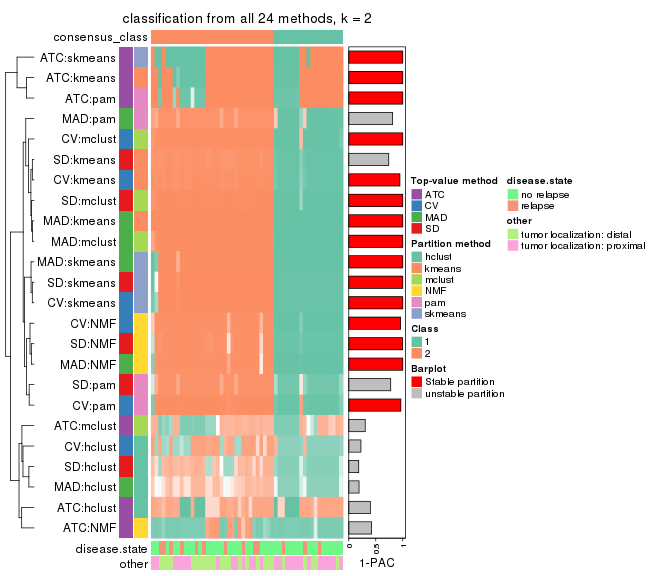 classification from all 24 methods, k = 2
consensus_class
ATC:skmeans
ATC:kmeans
ATC:pam
MAD:pam
CV:mclust
SD:kmeans
CV:kmeans
SD:mclust
MAD:kmeans
MAD:mclust
MAD:skmeans
SD:skmeans
CV:skmeans
CV:NMF
SD:NMF
MAD:NMF
SD:pam
CV:pam
ATC:mclust
CV:hclust
SD:hclust
MAD:hclust
ATC:hclust
ATC:NMF
disease.state
other
0
0.5
1
1-PAC
Top-value method
ATC
CV
MAD
SD
Partition method
hclust
kmeans
mclust
NMF
pam
skmeans
Class
1
2
Barplot
Stable partition
unstable partition
disease.state
no relapse
relapse
other
tumor localization: distal
tumor localization: proximal